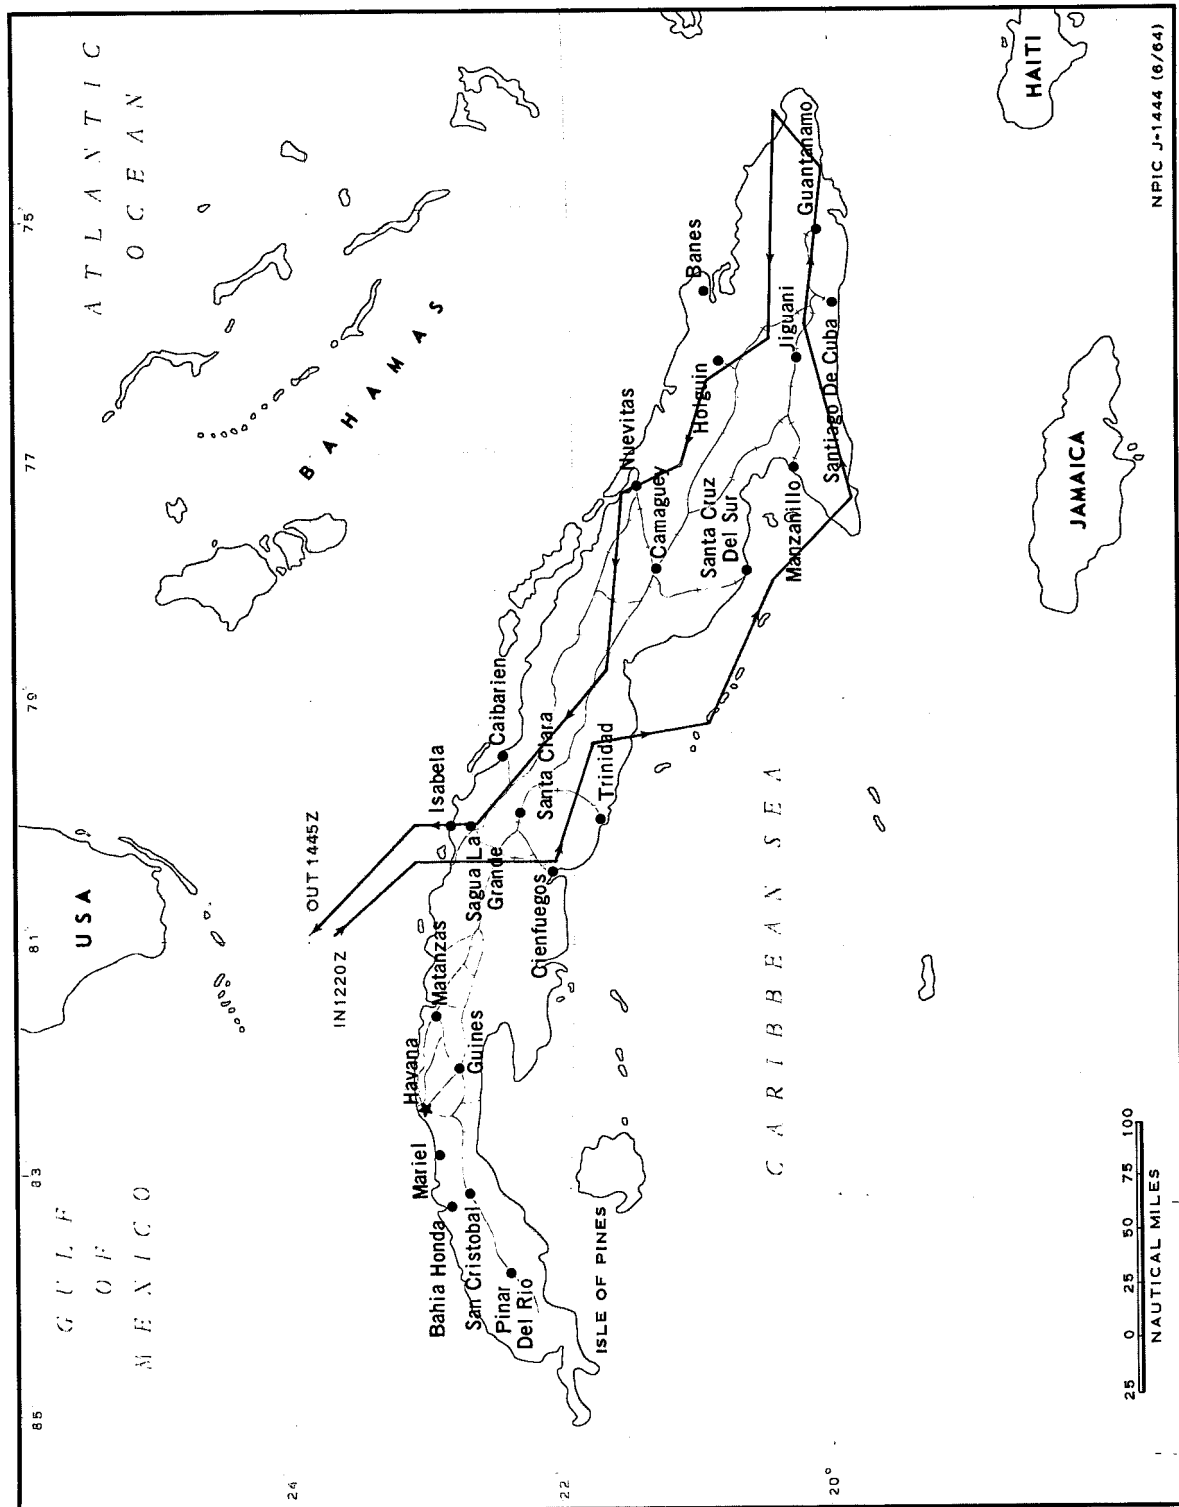 85
83
81
79
77
75
24
22
20°
GULF
OF
MEXICO
USA
ATLANTIC
OCEAN
BAHAMAS
OUT 1445Z
IN 1220Z
Havana
Matanzas
Mariel
Bahia Honda
San Cristobal
Pinar
Del Rio
Guines
Isabela
Sagua La
Grande
Caibarien
Santa Clara
Cienfuegos
Trinidad
Nuevitas
Camaguey
Santa Cruz
Del Sur
Holguin
Banes
Manzanillo
Jiguani
Santiago De Cuba
Guantanamo
ISLE OF PINES
CARIBBEAN SEA
JAMAICA
HAITI
25 0 25 50 75 100
NAUTICAL MILES
NPIC J-1444 (6/64)